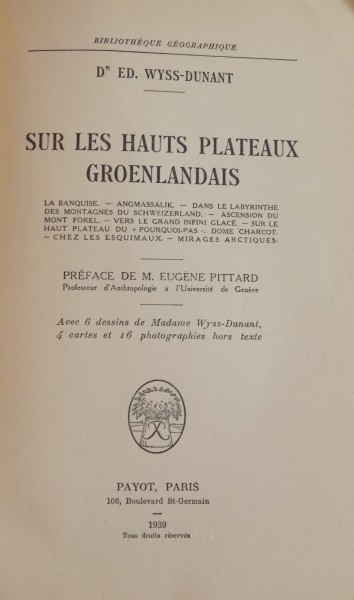 BIBLIOTHÈQUE GÉOGRAPHIQUE
Dr ED. WYSS-DUNANT
SUR LES HAUTS PLATEAUX
GROENLANDAIS
LA BANQUISE. – ANGMASSALIK. – DANS LE LABYRINTHE
DES MONTAGNES DU SCHWEIZERLAND. – ASCENSION DU
MONT FOREL. – VERS LE GRAND INFINI GLACÉ. – SUR LE
HAUT PLATEAU DU « POURQUOI-PAS ». DOME CHARCOT.
– CHEZ LES ESQUIMAUX. – MIRAGES ARCTIQUES.
PRÉFACE DE M. EUGÈNE PITTARD
Professeur d'Anthropologie à l'Université de Genève
Avec 6 dessins de Madame Wyss-Dunant,
4 cartes et 16 photographies hors texte
PAYOT, PARIS
106, Boulevard St-Germain
1939
Tous droits réservés